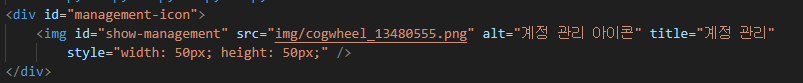 <div id="management-icon">
<img id="show-management" src="img/cogwheel_13480555.png" alt="계정 관리 아이콘" title="계정 관리"
style="width: 50px; height: 50px;" />
</div>